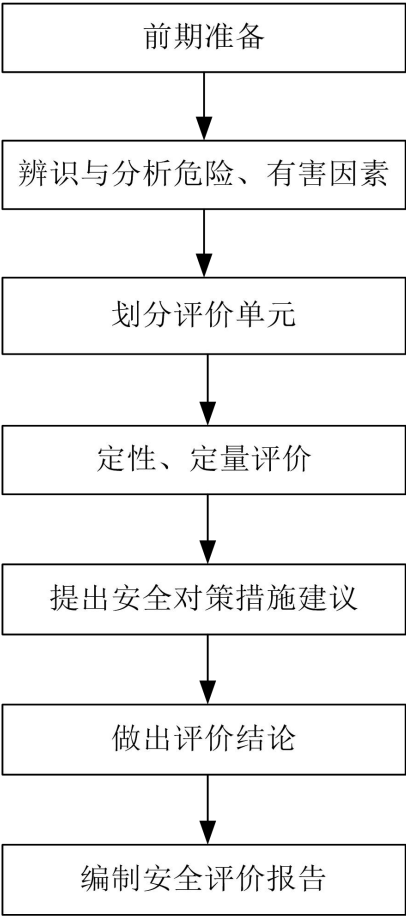 前期准备
辨识与分析危险、有害因素
划分评价单元
定性、定量评价
提出安全对策措施建议
做出评价结论
编制安全评价报告